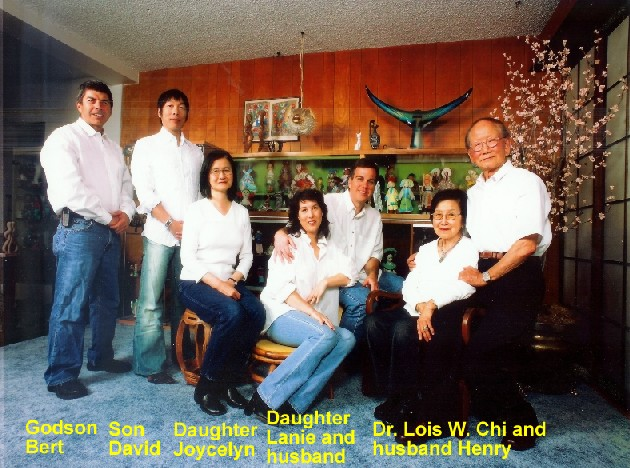 Godson
Bert
Son
David
Daughter
Joycelyn
Daughter
Lanie and
husband
Dr. Lois W. Chi and
husband Henry